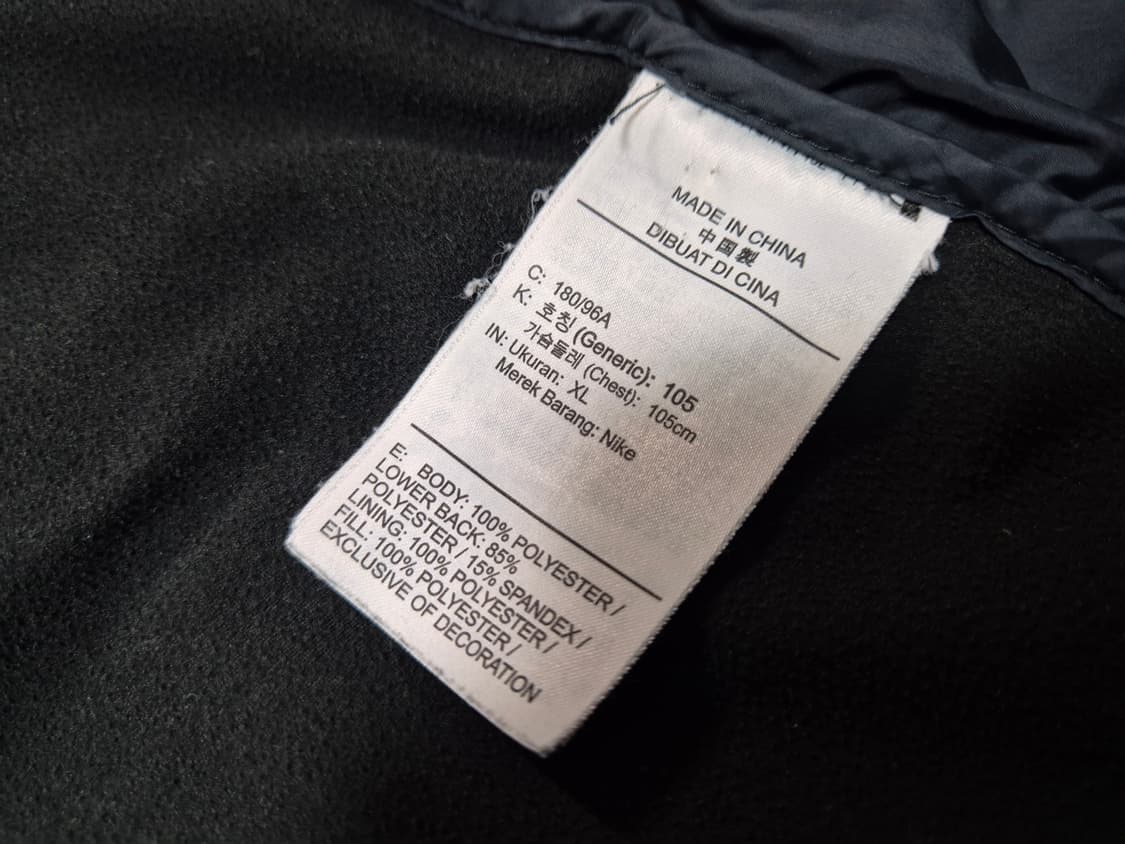 MADE IN CHINA
中国製
DIBUAT DI CINA
C: 180/96A
K: 호칭 (Generic): 105
가슴둘레 (Chest): 105cm
IN: Ukuran: XL
Merek Barang: Nike
E: BODY: 100% POLYESTER /
LOWER BACK: 85%
POLYESTER / 15% SPANDEX /
LINING: 100% POLYESTER /
FILL: 100% POLYESTER /
EXCLUSIVE OF DECORATION